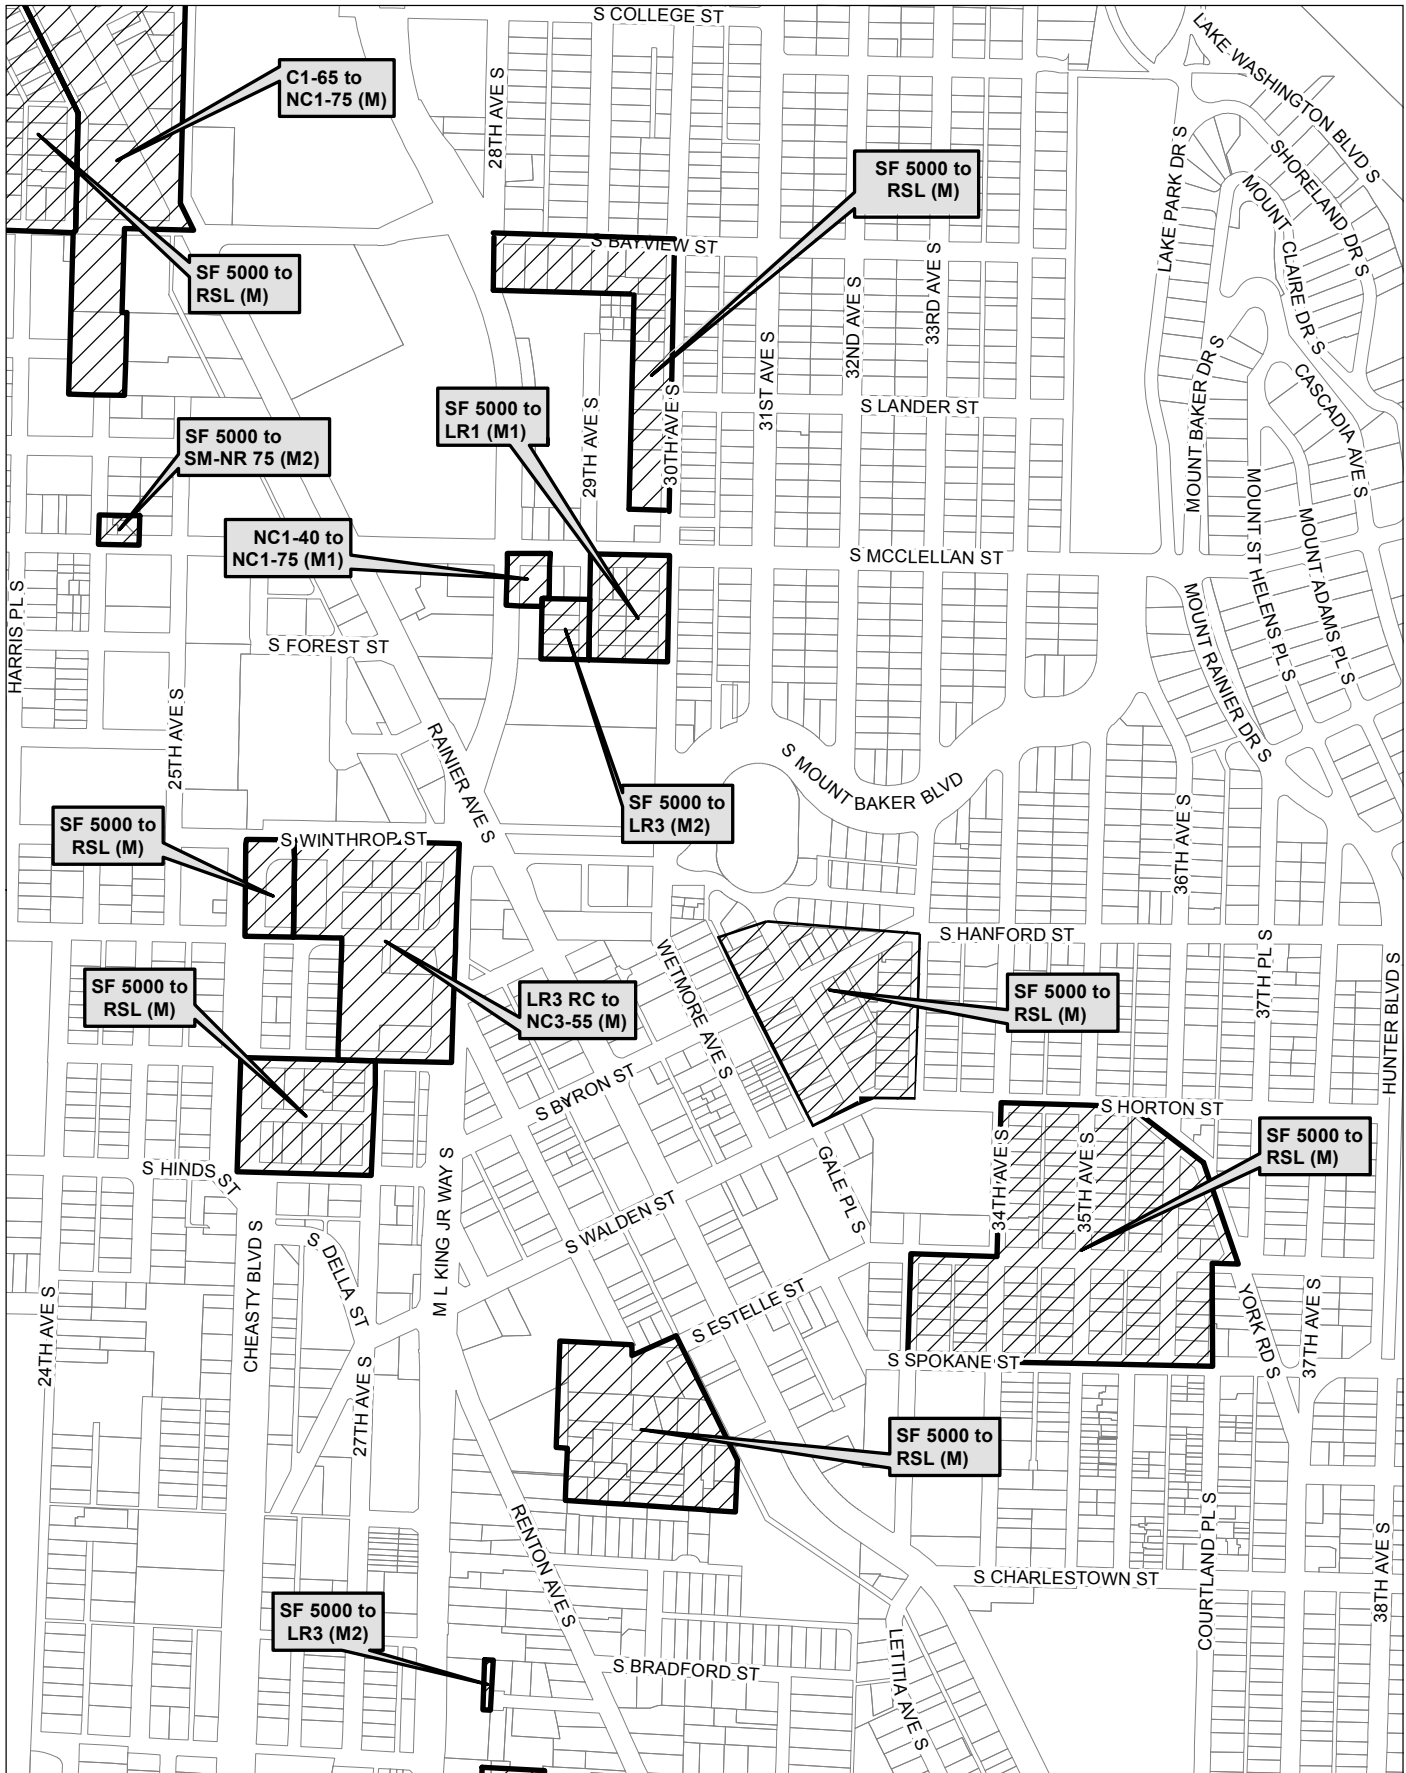 S COLLEGE ST
LAKE WASHINGTON BLVD S
C1-65 to
NC1-75 (M)
28TH AVE S
SF 5000 to
RSL (M)
LAKE PARK DR S
SHORELAND DR S
MOUNT CLAIRE DR S
S BAYVIEW ST
SF 5000 to
RSL (M)
32ND AVE S
33RD AVE S
31ST AVE S
MOUNT BAKER DR S
CASCADIA AVE S
SF 5000 to
LR1 (M1)
29TH AVE S
30TH AVE S
S LANDER ST
SF 5000 to
SM-NR 75 (M2)
MOUNT ST HELENS PL S
MOUNT ADAMS PL S
NC1-40 to
NC1-75 (M1)
S MCCLELLAN ST
HARRIS PL S
S FOREST ST
MOUNT RAINIER DR S
25TH AVE S
RAINIER AVE S
S MOUNT BAKER BLVD
SF 5000 to
LR3 (M2)
36TH AVE S
SF 5000 to
RSL (M)
S WINTHROP ST
S HANFORD ST
WETMORE AVE S
37TH PL S
HUNTER BLVD S
SF 5000 to
RSL (M)
LR3 RC to
NC3-55 (M)
SF 5000 to
RSL (M)
S BYRON ST
S HORTON ST
SF 5000 to
RSL (M)
34TH AVE S
35TH AVE S
S HINDS ST
GALE PL S
M L KING JR WAY S
S WALDEN ST
CHEASTY BLVD S
S DELLA ST
24TH AVE S
S ESTELLE ST
YORK RD S
37TH AVE S
S SPOKANE ST
27TH AVE S
SF 5000 to
RSL (M)
RENTON AVE S
COURTLAND PL S
38TH AVE S
S CHARLESTOWN ST
SF 5000 to
LR3 (M2)
S BRADFORD ST
LETITIA AVE S